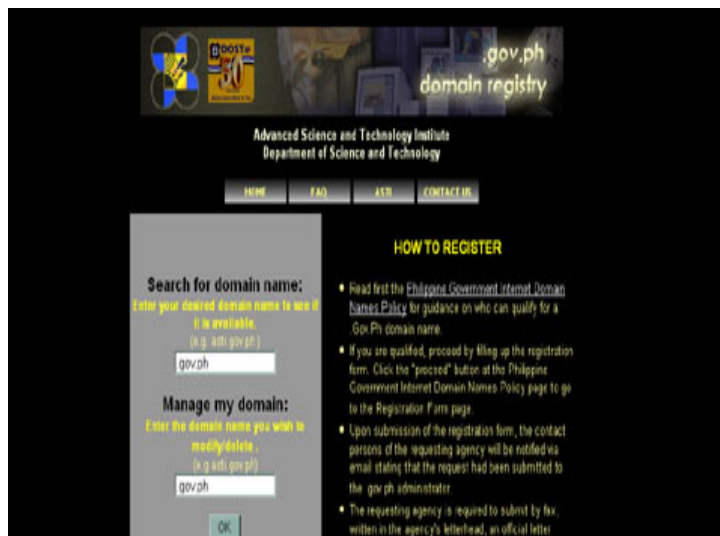 DOST@
50
.gov.ph
domain registry
Advanced Science and Technology Institute
Department of Science and Technology
HOME FAQ ASTI CONTACT US
Search for domain name:
Enter your desired domain name to see if
it is available.
(e.g. asti.gov.ph)
gov.ph
Manage my domain:
Enter the domain name you wish to
modify/delete .
(e.g asti.gov.ph)
gov.ph
OK
HOW TO REGISTER
Read first the Philippine Government Internet Domain
Names Policy for guidance on who can qualify for a
.Gov.Ph domain name.
If you are qualified, proceed by filling up the registration
form. Click the "proceed" button at the Philippine
Government Internet Domain Names Policy page to go
to the Registration Form page.
Upon submission of the registration form, the contact
persons of the requesting agency will be notified via
email stating that the request had been submitted to
the gov.ph administrator.
The requesting agency is required to submit by fax,
written in the agency's letterhead, an official letter